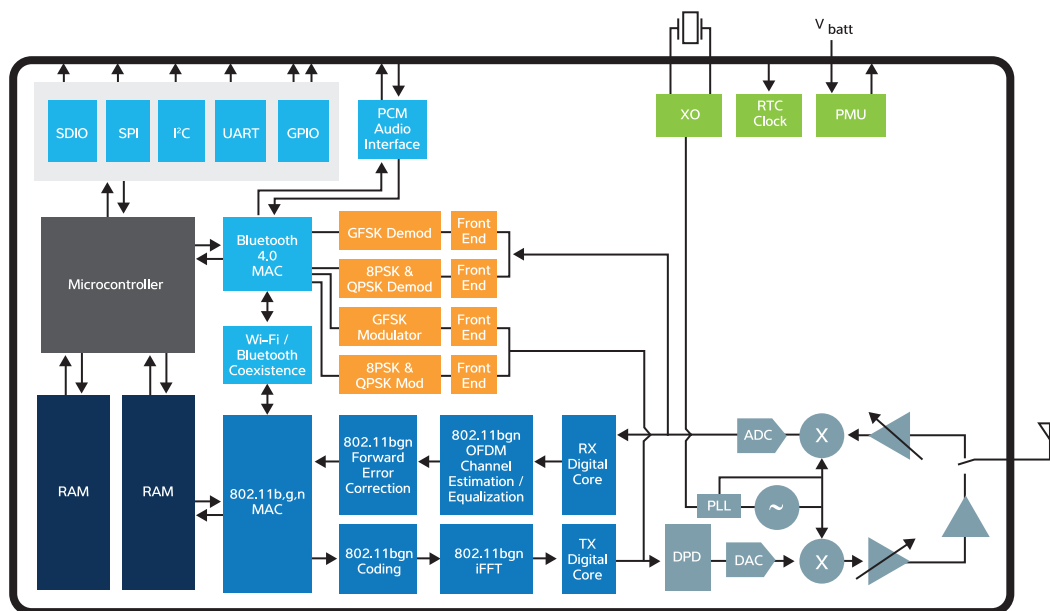 V batt
SDIO
SPI
I²C
UART
GPIO
PCM
Audio
Interface
XO
RTC
Clock
PMU
Microcontroller
Bluetooth
4.0
MAC
GFSK Demod
Front
End
8PSK &
QPSK Demod
Front
End
GFSK
Modulator
Front
End
8PSK &
QPSK Mod
Front
End
Wi-Fi /
Bluetooth
Coexistence
RAM
RAM
802.11b,g,n
MAC
802.11bgn
Forward
Error
Correction
802.11bgn
OFDM
Channel
Estimation /
Equalization
RX
Digital
Core
ADC
X
PLL
~
802.11bgn
Coding
802.11bgn
iFFT
TX
Digital
Core
DPD
DAC
X